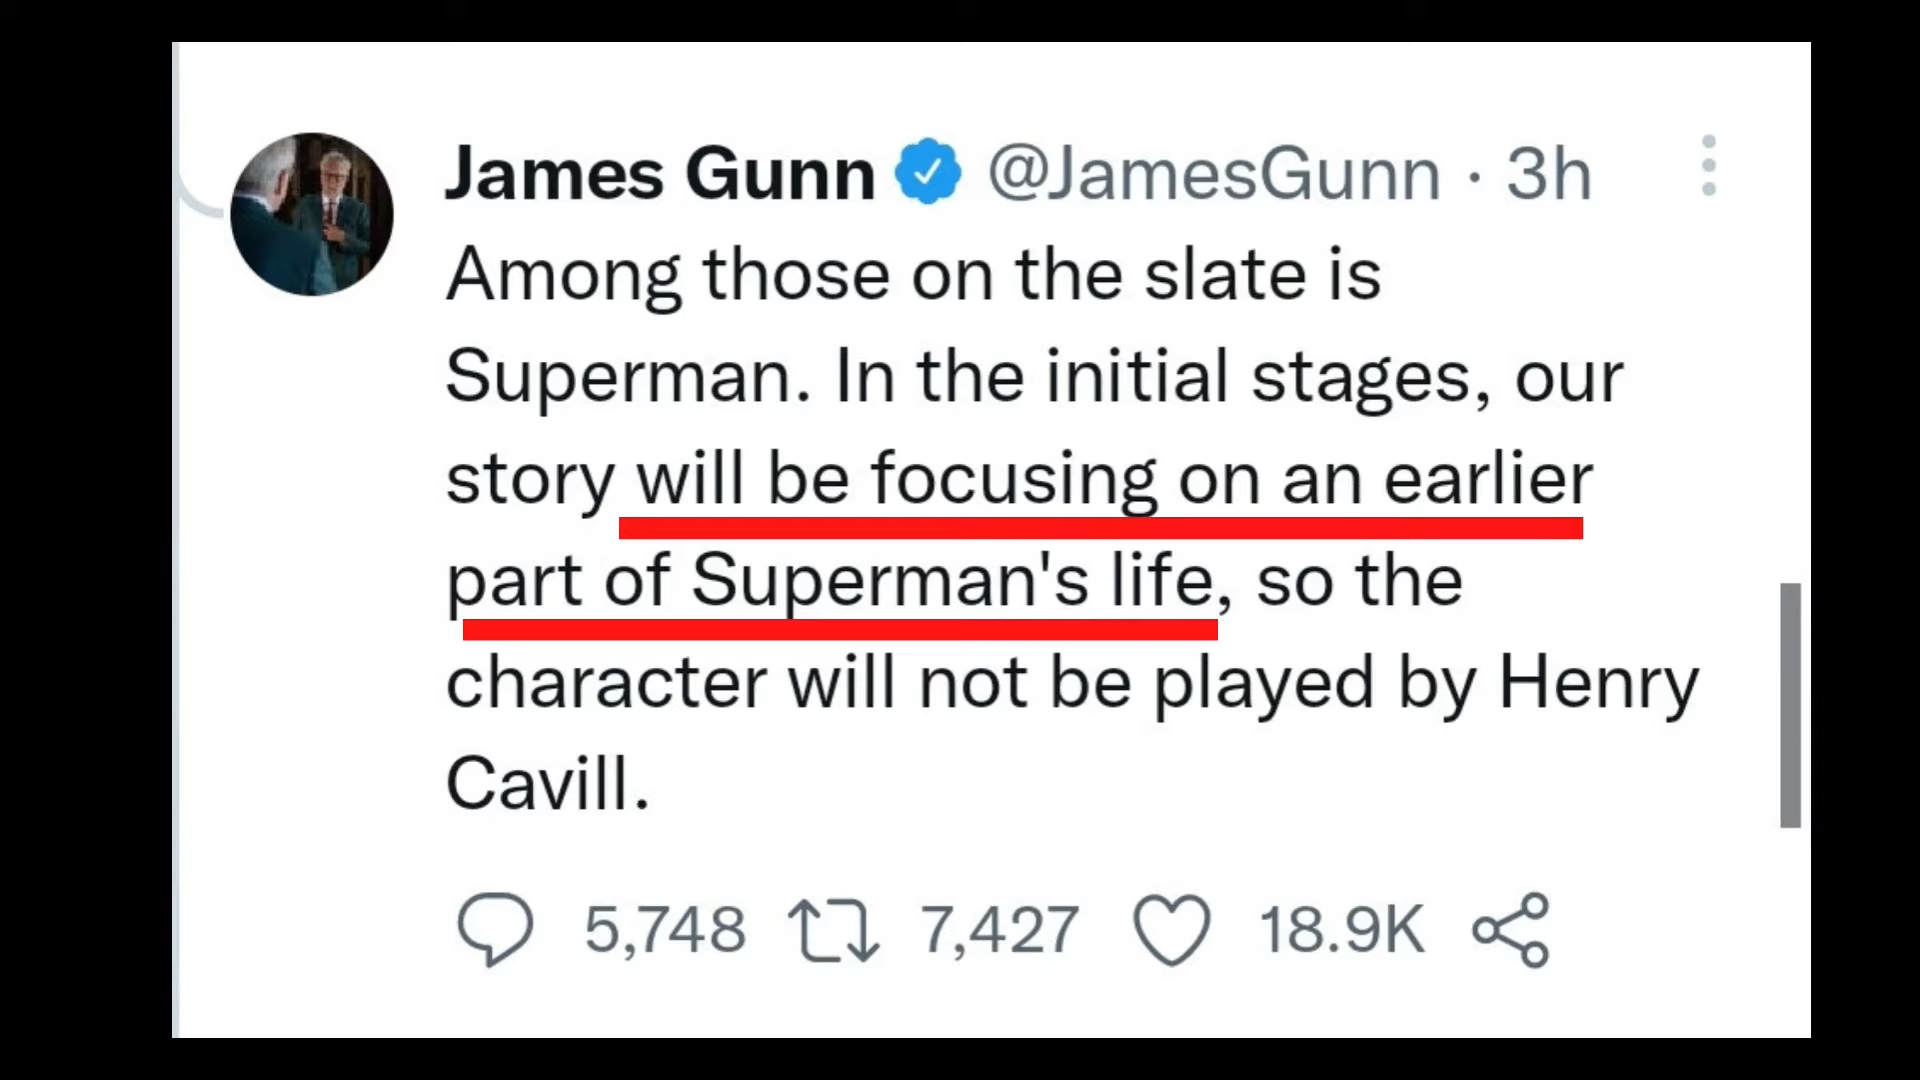 James Gunn @JamesGunn · 3h
Among those on the slate is
Superman. In the initial stages, our
story will be focusing on an earlier
part of Superman's life, so the
character will not be played by Henry
Cavill.
5,748 7,427 18.9K